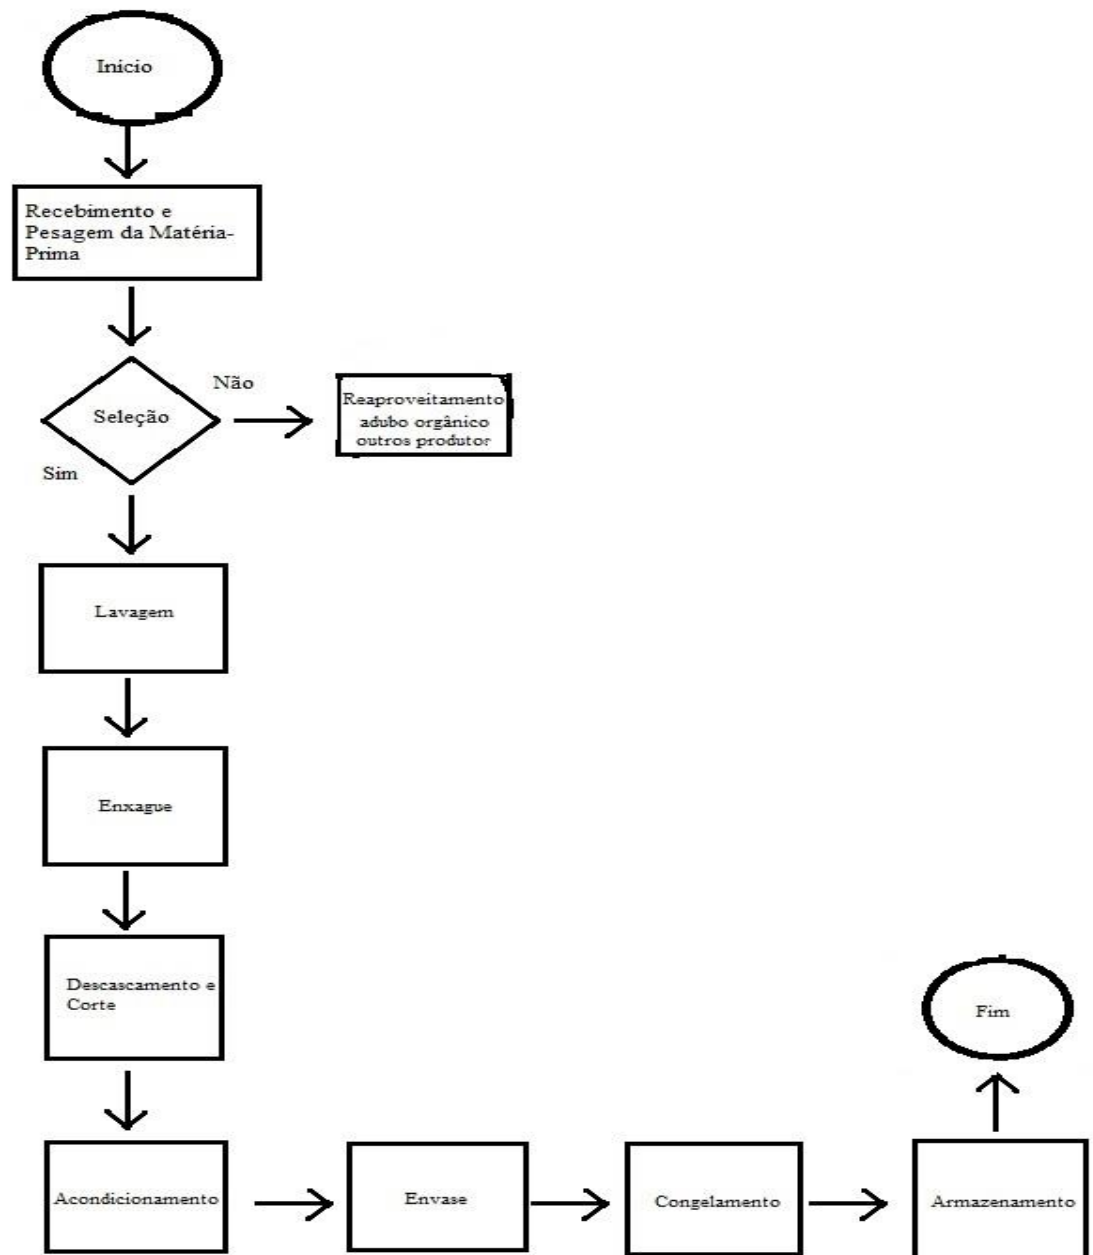 Inicio
Recebimento e
Pesagem da Matéria-
Prima
Não
Seleção
Reaproveitamento
adubo orgânico
outros produtor
Sim
Lavagem
Enxague
Descascamento e
Corte
Acondicionamento
Envase
Congelamento
Armazenamento
Fim